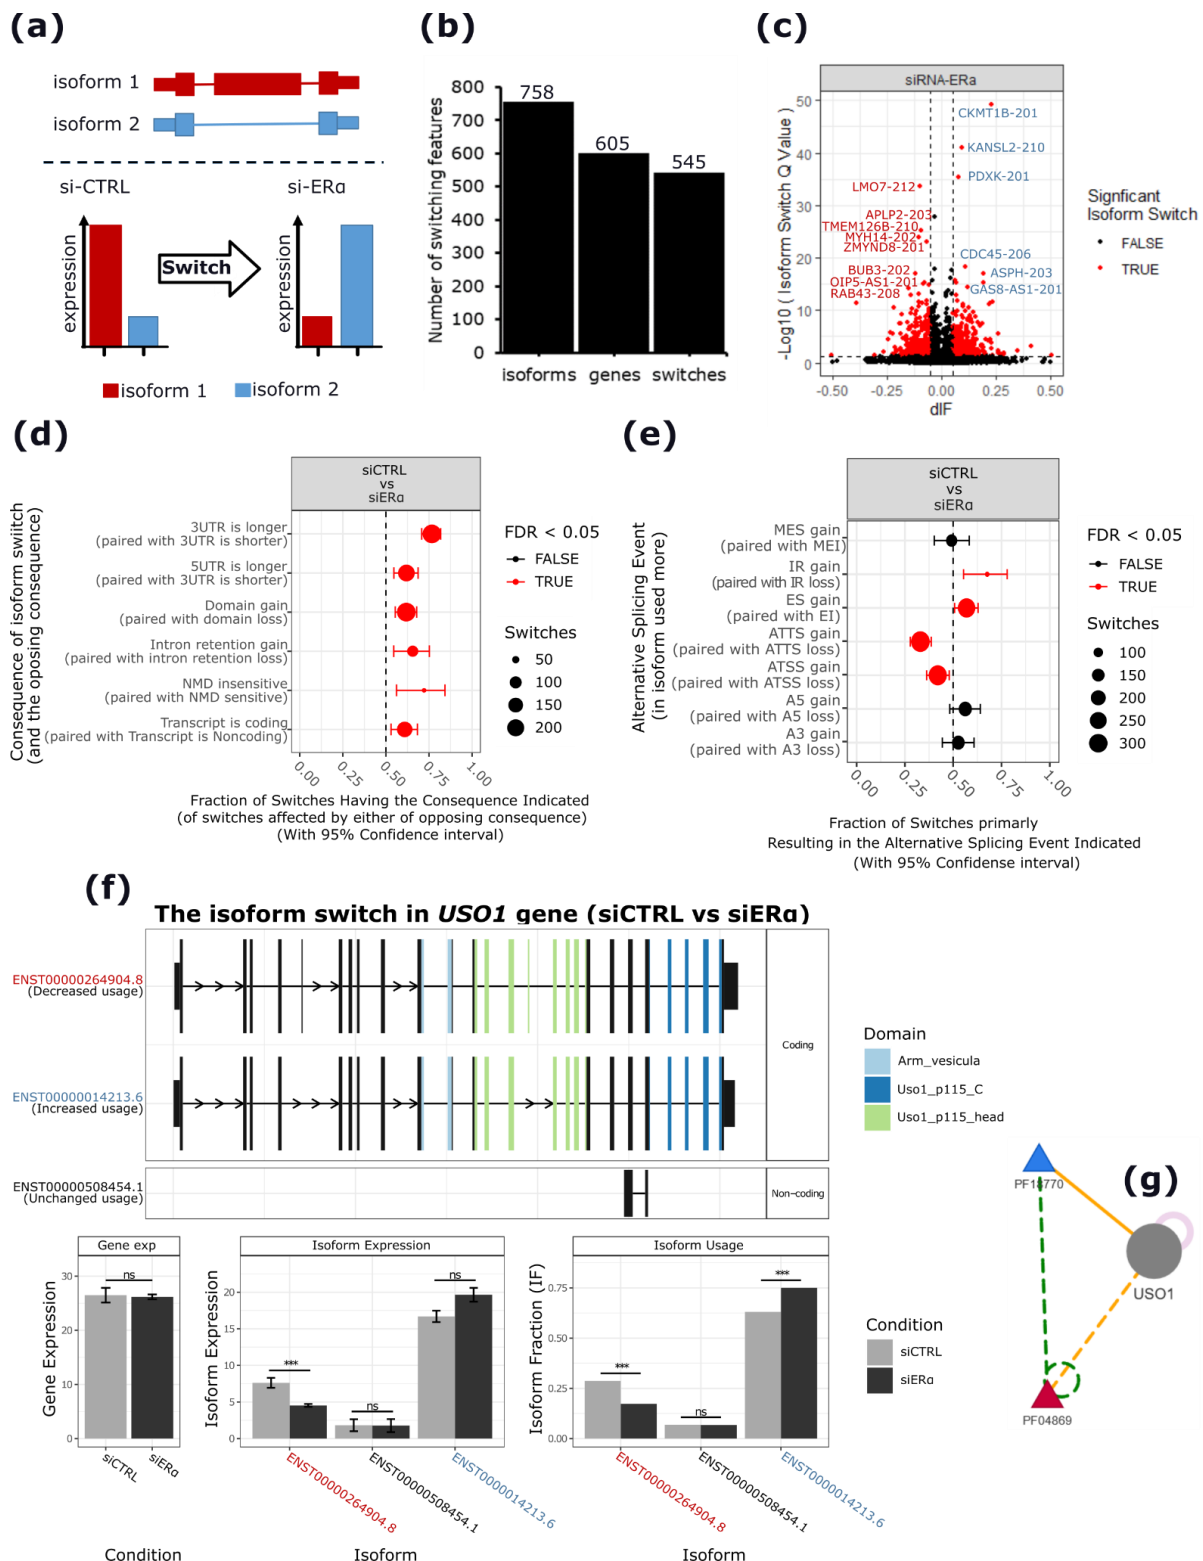 (a)
isoform 1
isoform 2
si-CTRL
si-ERα
expression
Switch
expression
isoform 1
isoform 2
(b)
Number of switching features
800
700
600
500
400
300
200
100
0
758
605
545
isoforms
genes
switches
(c)
siRNA-ERa
-Log10 ( Isoform Switch Q Value )
50
40
30
20
10
0
CKMT1B-201
KANSL2-210
PDXK-201
LMO7-212
APLP2-203
TMEM126B-210
MYH14-202
ZMYND8-201
CDC45-206
BUB3-202
ASPH-203
OIP5-AS1-201
GAS8-AS1-201
RAB43-208
-0.50
-0.25
0.00
0.25
0.50
dIF
Signficant
Isoform Switch
FALSE
TRUE
(d)
Consequence of isoform swiitch
(and the opposing consequence)
siCTRL
vs
siERα
3UTR is longer
(paired with 3UTR is shorter)
5UTR is longer
(paired with 3UTR is shorter)
Domain gain
(paired with domain loss)
Intron retention gain
(paired with intron retention loss)
NMD insensitive
(paired with NMD sensitive)
Transcript is coding
(paired with Transcript is Noncoding)
0.00
0.25
0.50
0.75
1.00
Fraction of Switches Having the Consequence Indicated
(of switches affected by either of opposing consequence)
(With 95% Confidence interval)
FDR < 0.05
FALSE
TRUE
Switches
50
100
150
200
(e)
Alternative Splicing Event
(in isoform used more)
siCTRL
vs
siERα
MES gain
(paired with MEI)
IR gain
(paired with IR loss)
ES gain
(paired with EI)
ATTS gain
(paired with ATTS loss)
ATSS gain
(paired with ATSS loss)
A5 gain
(paired with A5 loss)
A3 gain
(paired with A3 loss)
0.00
0.25
0.50
0.75
1.00
Fraction of Switches primarly
Resulting in the Alternative Splicing Event Indicated
(With 95% Confidense interval)
FDR < 0.05
FALSE
TRUE
Switches
100
150
200
250
300
(f)
The isoform switch in USO1 gene (siCTRL vs siERα)
ENST00000264904.8
(Decreased usage)
ENST00000014213.6
(Increased usage)
ENST00000508454.1
(Unchanged usage)
Coding
Non-coding
Domain
Arm_vesicula
Uso1_p115_C
Uso1_p115_head
Gene exp
Gene Expression
30
20
10
0
ns
siCTRL
siERα
Condition
Isoform Expression
Isoform Expression
20
15
10
5
0
***
ns
ns
ENST00000264904.8
ENST00000508454.1
ENST0000014213.6
Isoform
Isoform Usage
Isoform Fraction (IF)
0.75
0.50
0.25
0.00
***
ns
***
ENST00000264904.8
ENST00000508454.1
ENST0000014213.6
Isoform
Condition
siCTRL
siERα
(g)
PF18770
USO1
PF04869